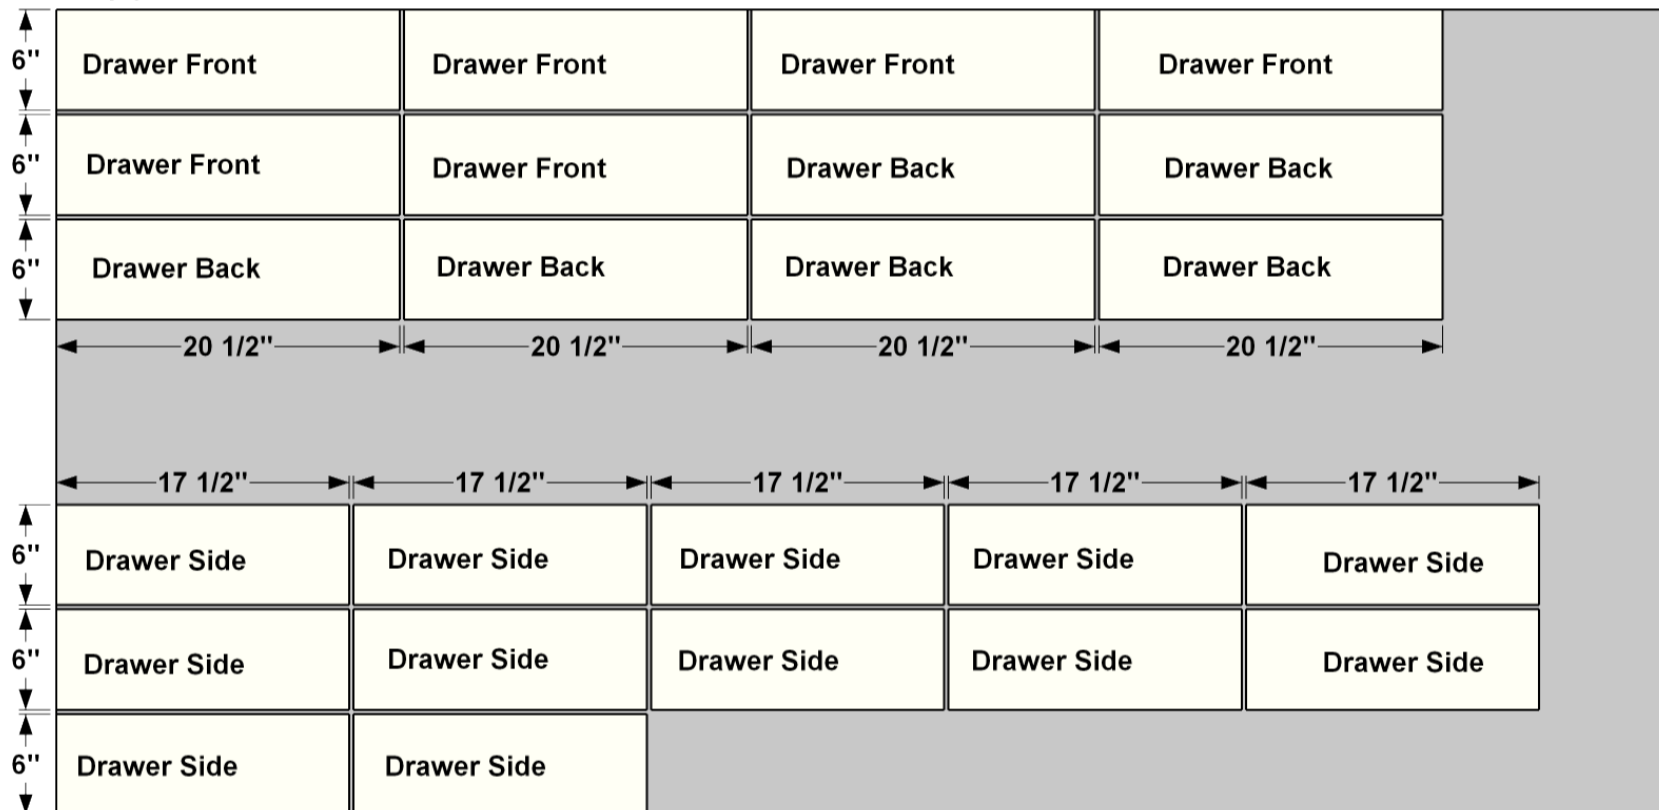 6" Drawer Front Drawer Front Drawer Front Drawer Front
6" Drawer Front Drawer Front Drawer Back Drawer Back
6" Drawer Back Drawer Back Drawer Back Drawer Back
20 1/2" 20 1/2" 20 1/2" 20 1/2"
17 1/2" 17 1/2" 17 1/2" 17 1/2" 17 1/2"
6" Drawer Side Drawer Side Drawer Side Drawer Side Drawer Side
6" Drawer Side Drawer Side Drawer Side Drawer Side Drawer Side
6" Drawer Side Drawer Side